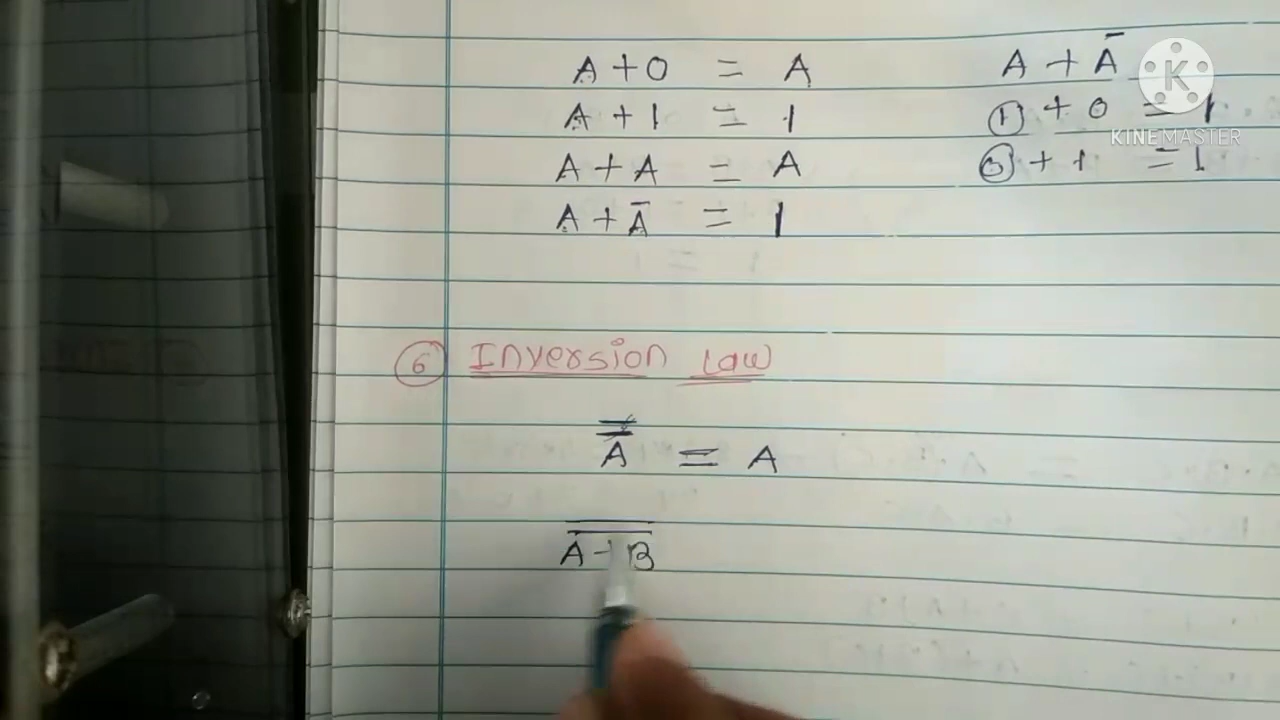 A + 0 = A
A + 1 = 1
A + A = A
A + Ā = 1
A + Ā
① + 0 = 1
⓪ + 1 = 1
K
KINEMASTER
⑥ Inversion Law
A̿ = A
A̿ ̿+̿ ̿B̿